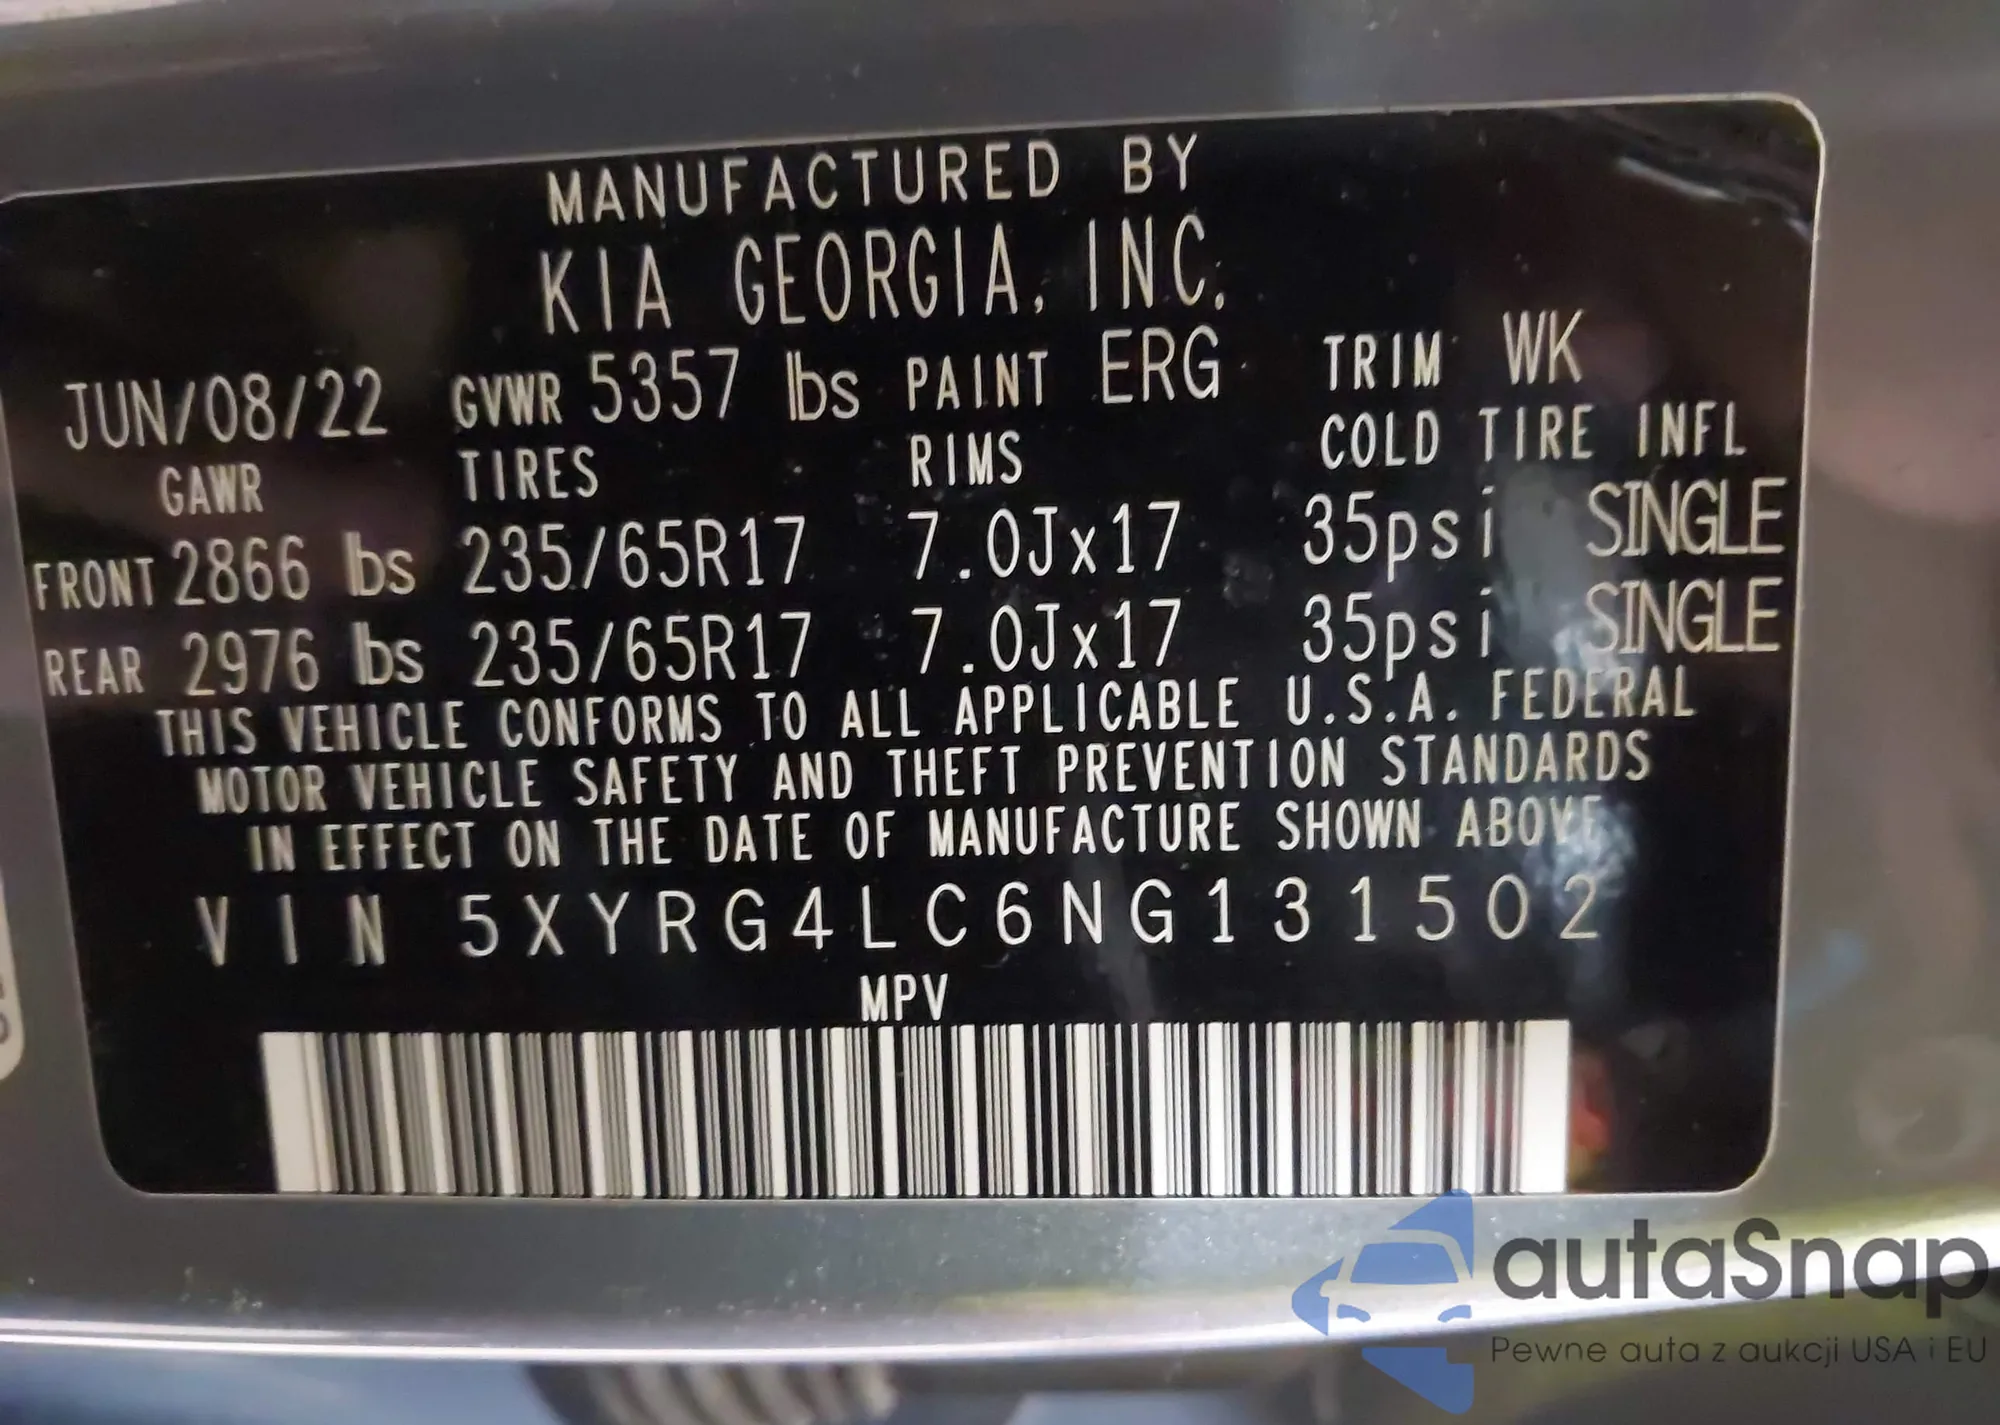 MANUFACTURED BY
KIA GEORGIA, INC.
JUN/08/22 GVWR 5357 lbs PAINT ERG TRIM WK
GAWR TIRES RIMS COLD TIRE INFL
FRONT 2866 lbs 235/65R17 7.0Jx17 35psi SINGLE
REAR 2976 lbs 235/65R17 7.0Jx17 35psi SINGLE
THIS VEHICLE CONFORMS TO ALL APPLICABLE U.S.A. FEDERAL
MOTOR VEHICLE SAFETY AND THEFT PREVENTION STANDARDS
IN EFFECT ON THE DATE OF MANUFACTURE SHOWN ABOVE
VIN 5XYRG4LC6NG131502
MPV
autaSnap
Pewne auta z aukcji USA i EU